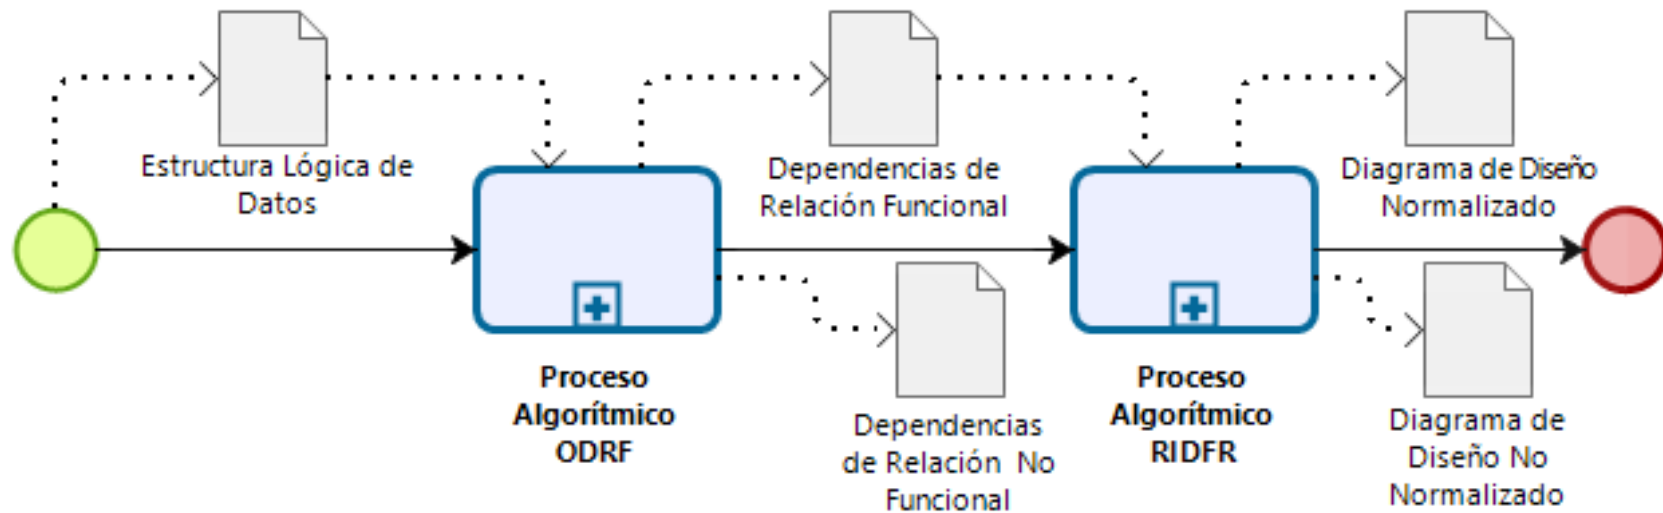 Estructura Lógica de
Datos
Dependencias de
Relación Funcional
Diagrama de Diseño
Normalizado
Proceso
Algorítmico
ODRF
Dependencias
de Relación  No
Funcional
Proceso
Algorítmico
RIDFR
Diagrama de
Diseño No
Normalizado